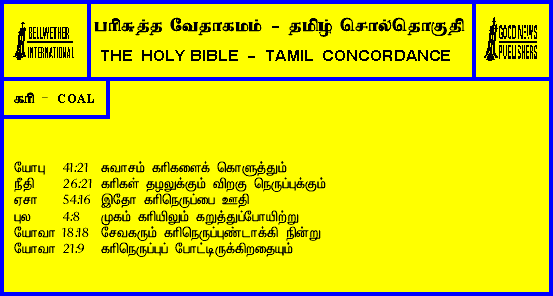 BELLWETHER
INTERNATIONAL
பரிசுத்த வேதாகமம் - தமிழ் சொல்தொகுதி
THE HOLY BIBLE - TAMIL CONCORDANCE
GOOD NEWS
PUBLISHERS
கரி - COAL
யோபு 41:21 சுவாசம் கரிகளைக் கொளுத்தும்
நீதி 26:21 கரிகள் தழலுக்கும் விறகு நெருப்புக்கும்
ஏசா 54:16 இதோ கரிநெருப்பை ஊதி
புல 4:8 முகம் கரியிலும் கறுத்துப்போயிற்று
யோவா 18:18 சேவகரும் கரிநெருப்புண்டாக்கி நின்று
யோவா 21:9 கரிநெருப்புப் போட்டிருக்கிறதையும்